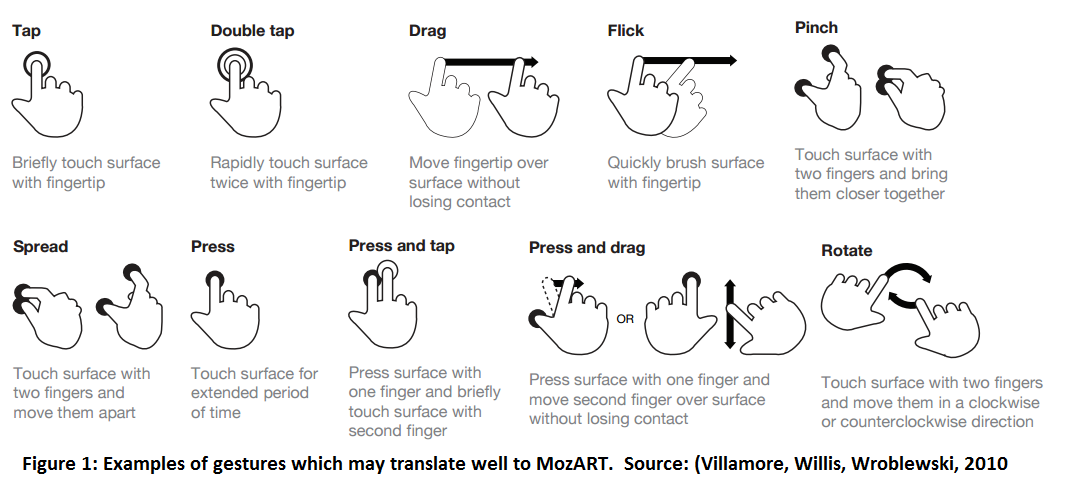 Tap
Briefly touch surface
with fingertip
Double tap
Rapidly touch surface
twice with fingertip
Drag
Move fingertip over
surface without
losing contact
Flick
Quickly brush surface
with fingertip
Pinch
Touch surface with
two fingers and bring
them closer together
Spread
Touch surface with
two fingers and
move them apart
Press
Touch surface for
extended period
of time
Press and tap
Press surface with
one finger and briefly
touch surface with
second finger
Press and drag
OR
Press surface with one finger and
move second finger over surface
without losing contact
Rotate
Touch surface with two fingers
and move them in a clockwise
or counterclockwise direction
Figure 1: Examples of gestures which may translate well to MozART.  Source: (Villamore, Willis, Wroblewski, 2010